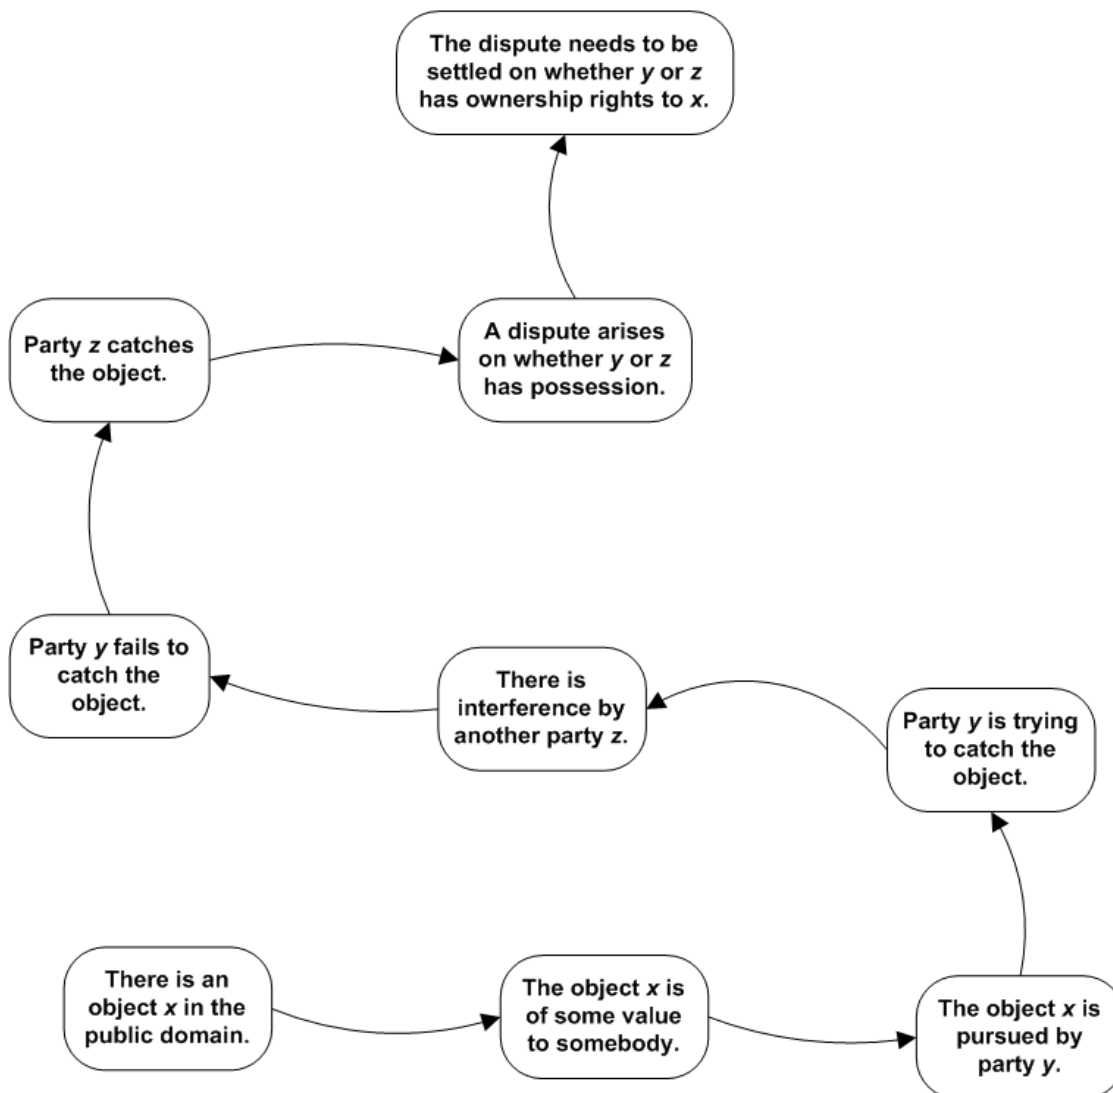 The dispute needs to be
settled on whether y or z
has ownership rights to x.
Party z catches
the object.
A dispute arises
on whether y or z
has possession.
Party y fails to
catch the
object.
There is
interference by
another party z.
Party y is trying
to catch the
object.
There is an
object x in the
public domain.
The object x is
of some value
to somebody.
The object x is
pursued by
party y.